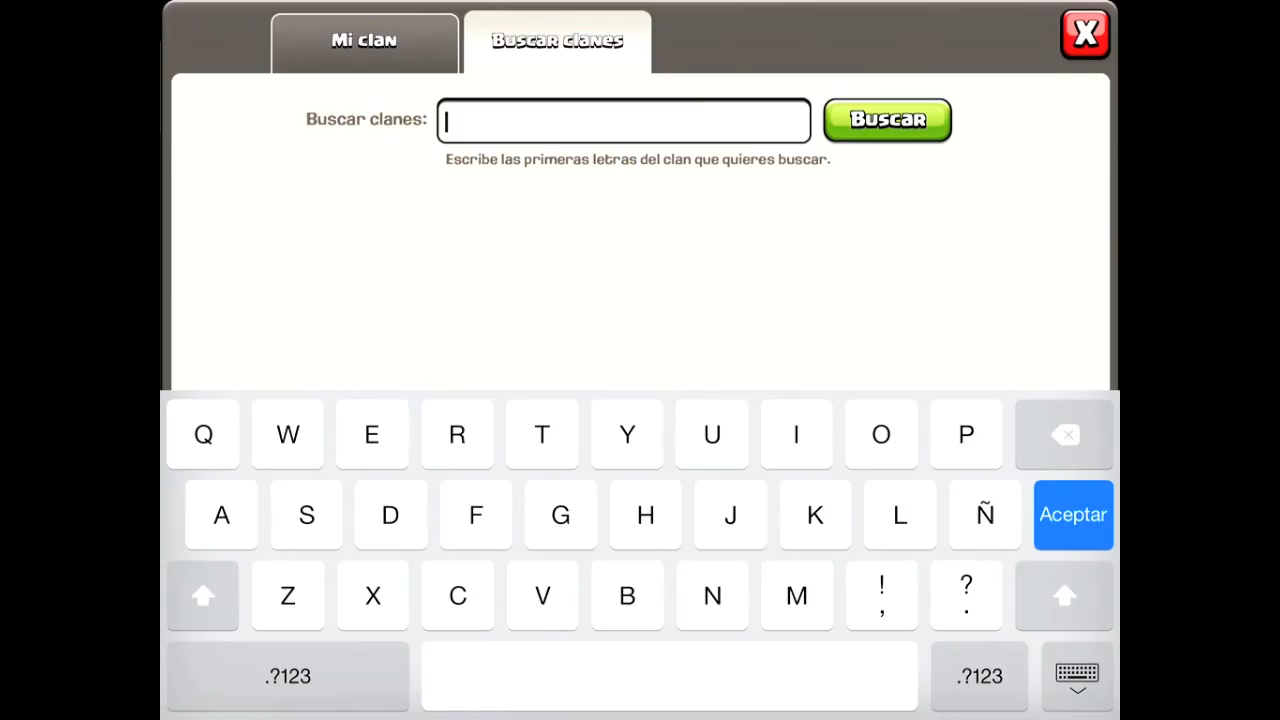 Mi clan
Buscar clanes
X
Buscar clanes:
Buscar
Escribe las primeras letras del clan que quieres buscar.
Q W E R T Y U I O P
A S D F G H J K L Ñ Aceptar
Z X C V B N M ! , ? .
.?123 .?123